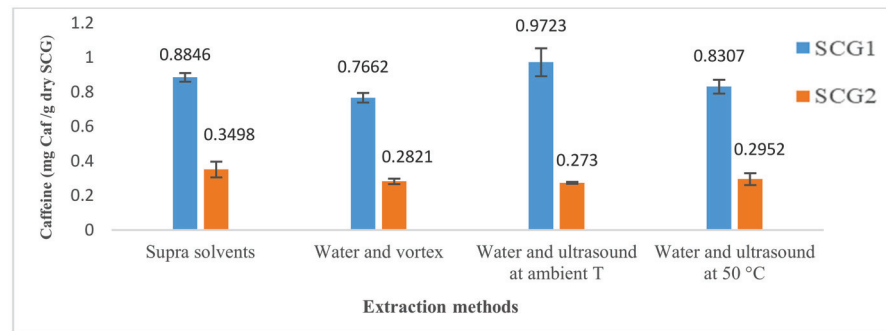 1.2
1
0.8
0.6
0.4
0.2
0
Caffeine (mg Caf /g dry SCG)
0.8846
0.3498
0.7662
0.2821
0.9723
0.273
0.8307
0.2952
SCG1
SCG2
Supra solvents
Water and vortex
Water and ultrasound
at ambient T
Water and ultrasound
at 50 °C
Extraction methods